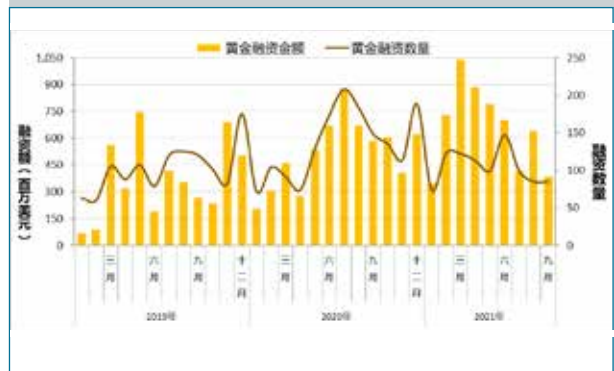 黄金融资金额 黄金融资数量
1,050
900
750
600
450
300
150
0
250
200
150
100
50
0
融资额（百万美元）
融资数量
三月 六月 九月 十二月 三月 六月 九月 十二月 三月 六月 九月
2019年 2020年 2021年